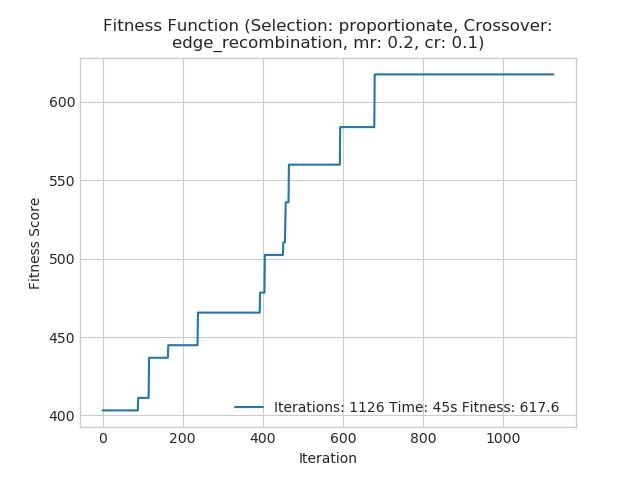 Fitness Function (Selection: proportionate, Crossover:
edge_recombination, mr: 0.2, cr: 0.1)
Fitness Score
600
550
500
450
400
Iterations: 1126 Time: 45s Fitness: 617.6
0 200 400 600 800 1000
Iteration